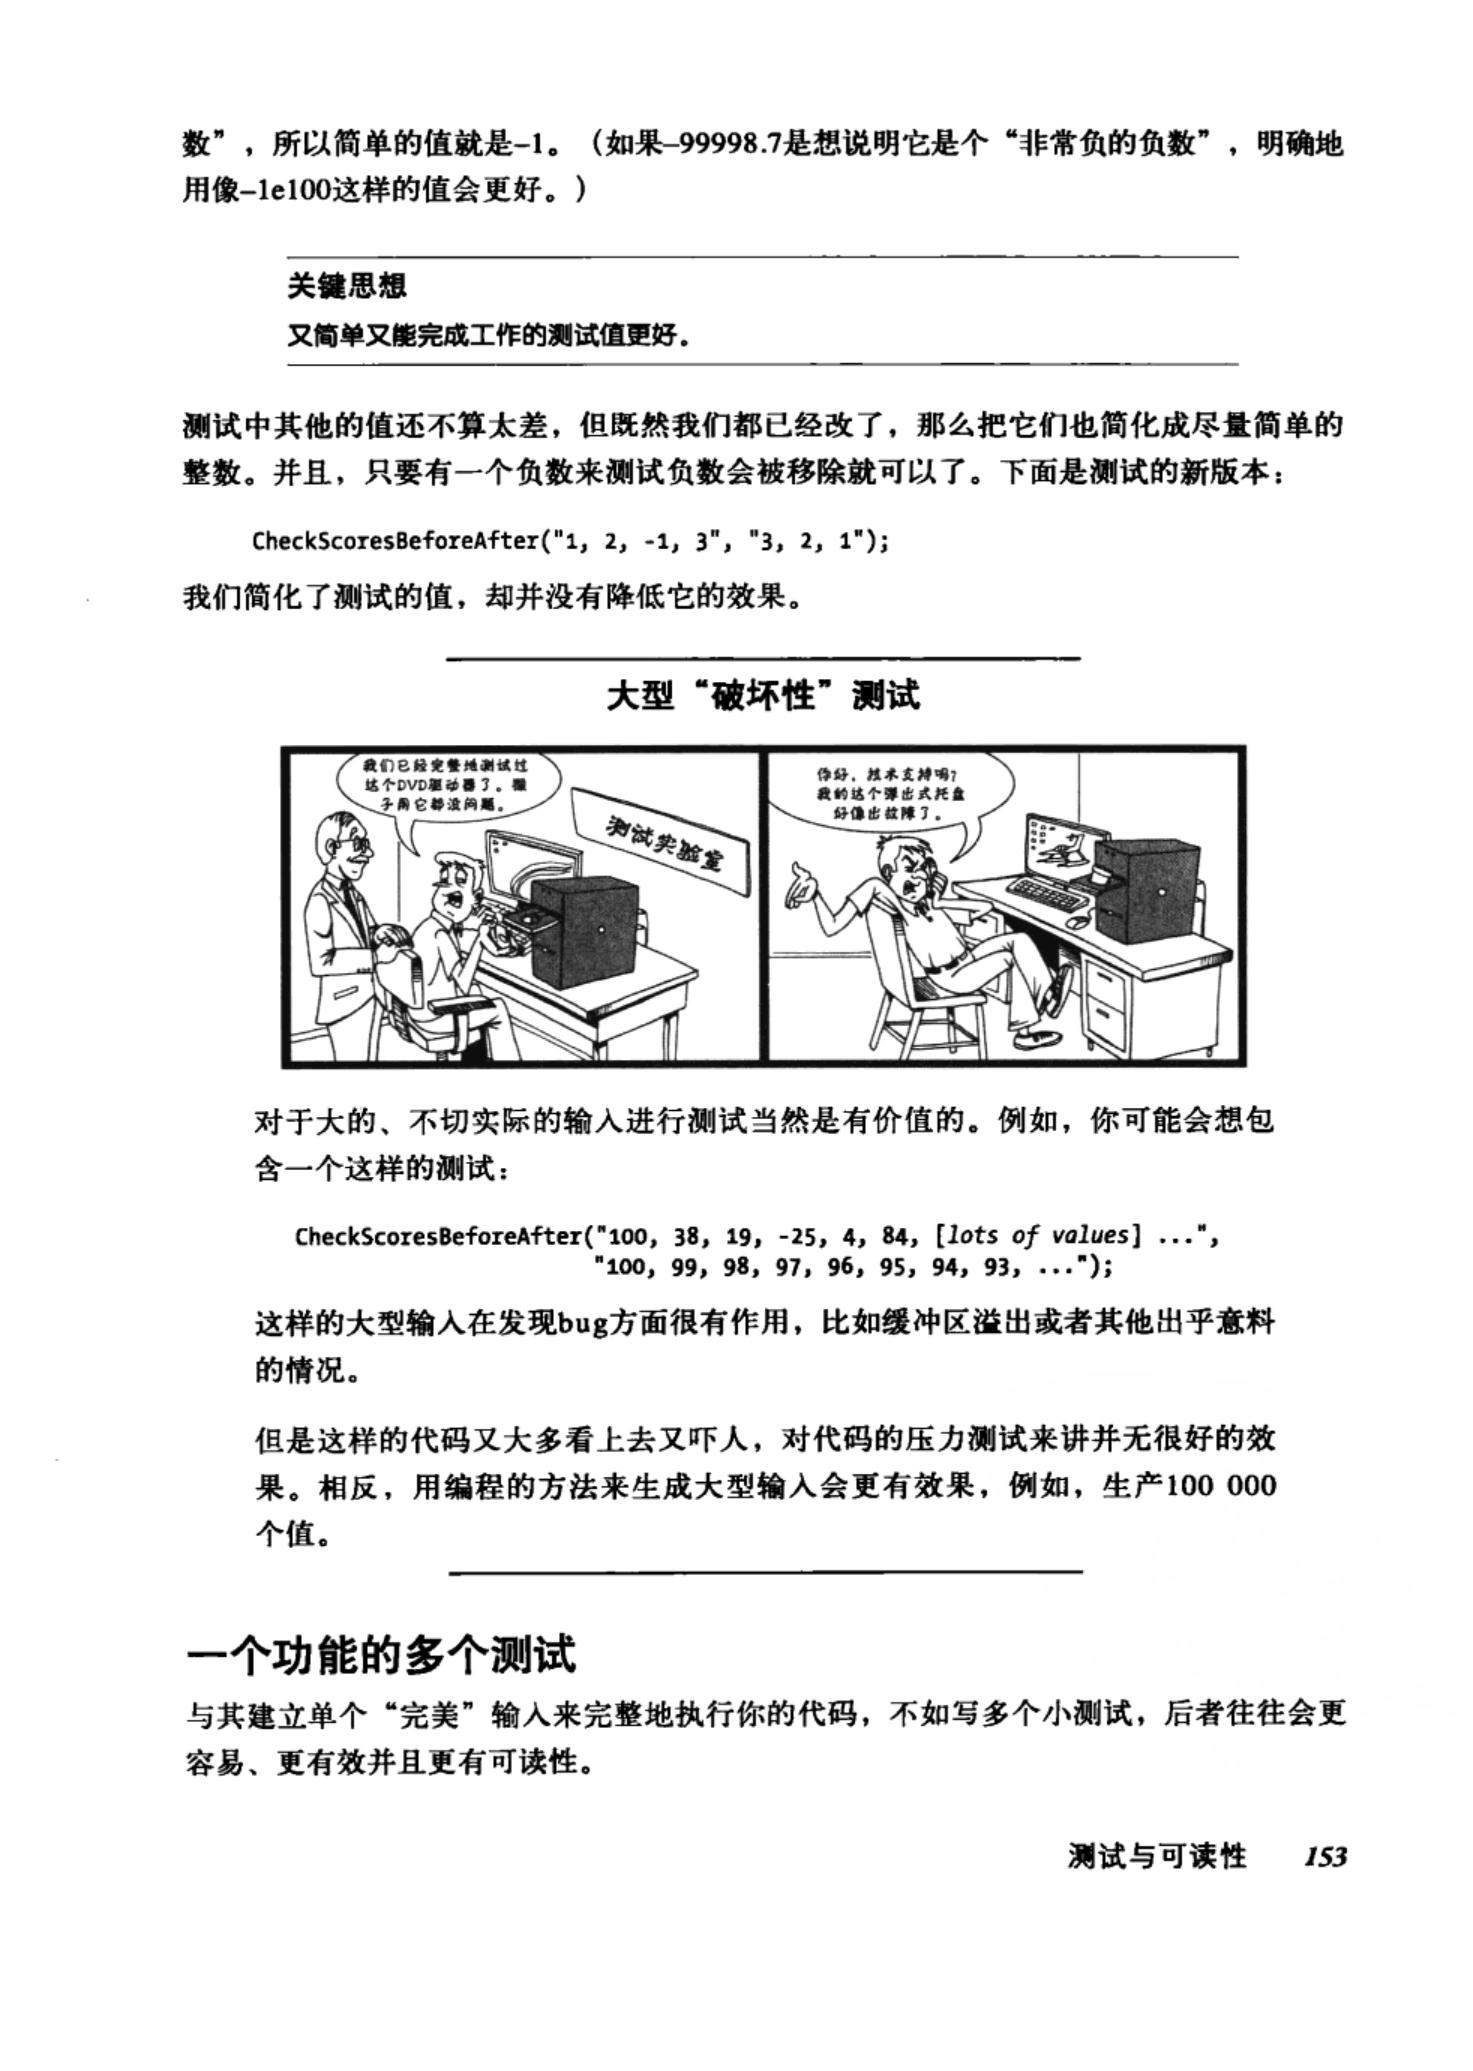 数”，所以简单的值就是–1。（如果–99998.7是想说明它是个“非常负的负数”，明确地
用像–1e100这样的值会更好。）
关键思想
又简单又能完成工作的测试值更好。
测试中其他的值还不算太差，但既然我们都已经改了，那么把它们也简化成尽量简单的
整数。并且，只要有一个负数来测试负数会被移除就可以了。下面是测试的新版本：
CheckScoresBeforeAfter("1, 2, -1, 3", "3, 2, 1");
我们简化了测试的值，却并没有降低它的效果。
大型“破坏性”测试
我们已经完整地测试过
这个DVD驱动器了。猴
子用它都没问题。
测试实验室
你好，技术支持吗？
我的这个弹出式托盘
好像出故障了。
对于大的、不切实际的输入进行测试当然是有价值的。例如，你可能会想包
含一个这样的测试：
CheckScoresBeforeAfter("100, 38, 19, -25, 4, 84, [lots of values] ...",
"100, 99, 98, 97, 96, 95, 94, 93, ...");
这样的大型输入在发现bug方面很有作用，比如缓冲区溢出或者其他出乎意料
的情况。
但是这样的代码又大多看上去又吓人，对代码的压力测试来讲并无很好的效
果。相反，用编程的方法来生成大型输入会更有效果，例如，生产100 000
个值。
一个功能的多个测试
与其建立单个“完美”输入来完整地执行你的代码，不如写多个小测试，后者往往会更
容易、更有效并且更有可读性。
测试与可读性 153